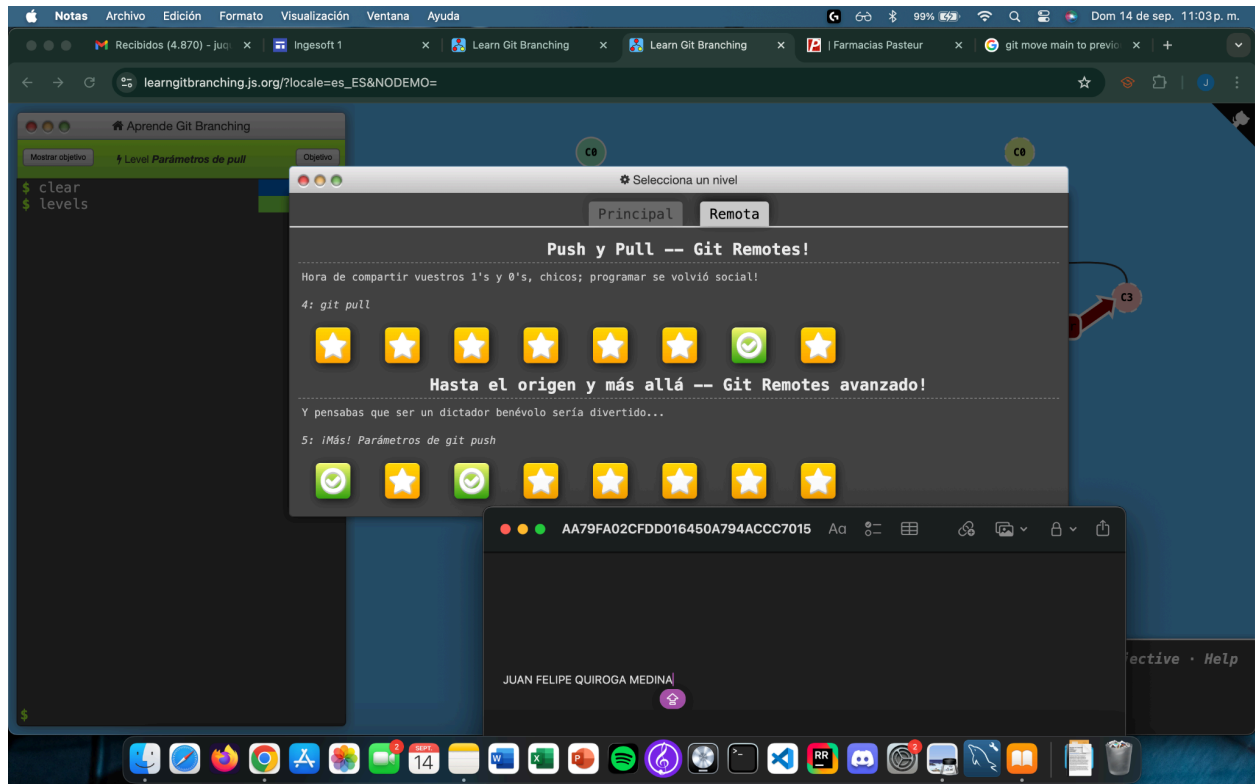 Notas Archivo Edición Formato Visualización Ventana Ayuda 99% Dom 14 de sep. 11:03 p. m.
Recibidos (4.870) - juq Ingesoft 1 Learn Git Branching Learn Git Branching | Farmacias Pasteur git move main to previo
learngitbranching.js.org/?locale=es_ES&NODEMO= J
Aprende Git Branching
Mostrar objetivo Level Parámetros de pull Objetivo
$ clear
$ levels
$
C0
C0
C3
Selecciona un nivel
Principal Remota
Push y Pull -- Git Remotes!
Hora de compartir vuestros 1's y 0's, chicos; programar se volvió social!
4: git pull
Hasta el origen y más allá -- Git Remotes avanzado!
Y pensabas que ser un dictador benévolo sería divertido...
5: ¡Más! Parámetros de git push
AA79FA02CFDD016450A794ACCC7015 Aa
JUAN FELIPE QUIROGA MEDINA
ective · Help
2 SEPT. 14 W X P RR 2